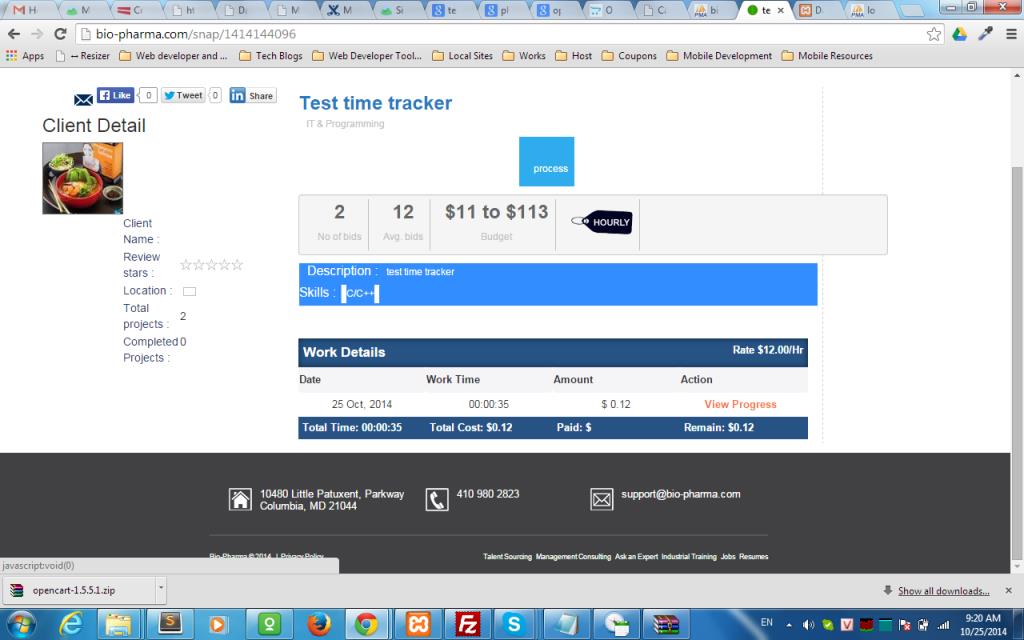 H
M
C
ht
D
M
M
Si
te
pl
op
O
C
bi
te
D
lo
bio-pharma.com/snap/1414144096
Apps
Resizer
Web developer and ...
Tech Blogs
Web Developer Tool...
Local Sites
Works
Host
Coupons
Mobile Development
Mobile Resources
Like 0
Tweet 0
in Share
Client Detail
Client
Name :
Review
stars :
Location :
Total
projects : 2
Completed 0
Projects :
Test time tracker
IT & Programming
process
2 12 $11 to $113 HOURLY
No of bids Avg. bids Budget
Description : test time tracker
Skills : C/C++
Work Details Rate $12.00/Hr
Date Work Time Amount Action
25 Oct, 2014 00:00:35 $ 0.12 View Progress
Total Time: 00:00:35 Total Cost: $0.12 Paid: $ Remain: $0.12
10480 Little Patuxent, Parkway
Columbia, MD 21044
410 980 2823
support@bio-pharma.com
Bio-Pharma © 2014 | Privacy Policy
Talent Sourcing Management Consulting Ask an Expert Industrial Training Jobs Resumes
javascript:void(0)
opencart-1.5.5.1.zip
Show all downloads...
EN
9:20 AM
10/25/2014